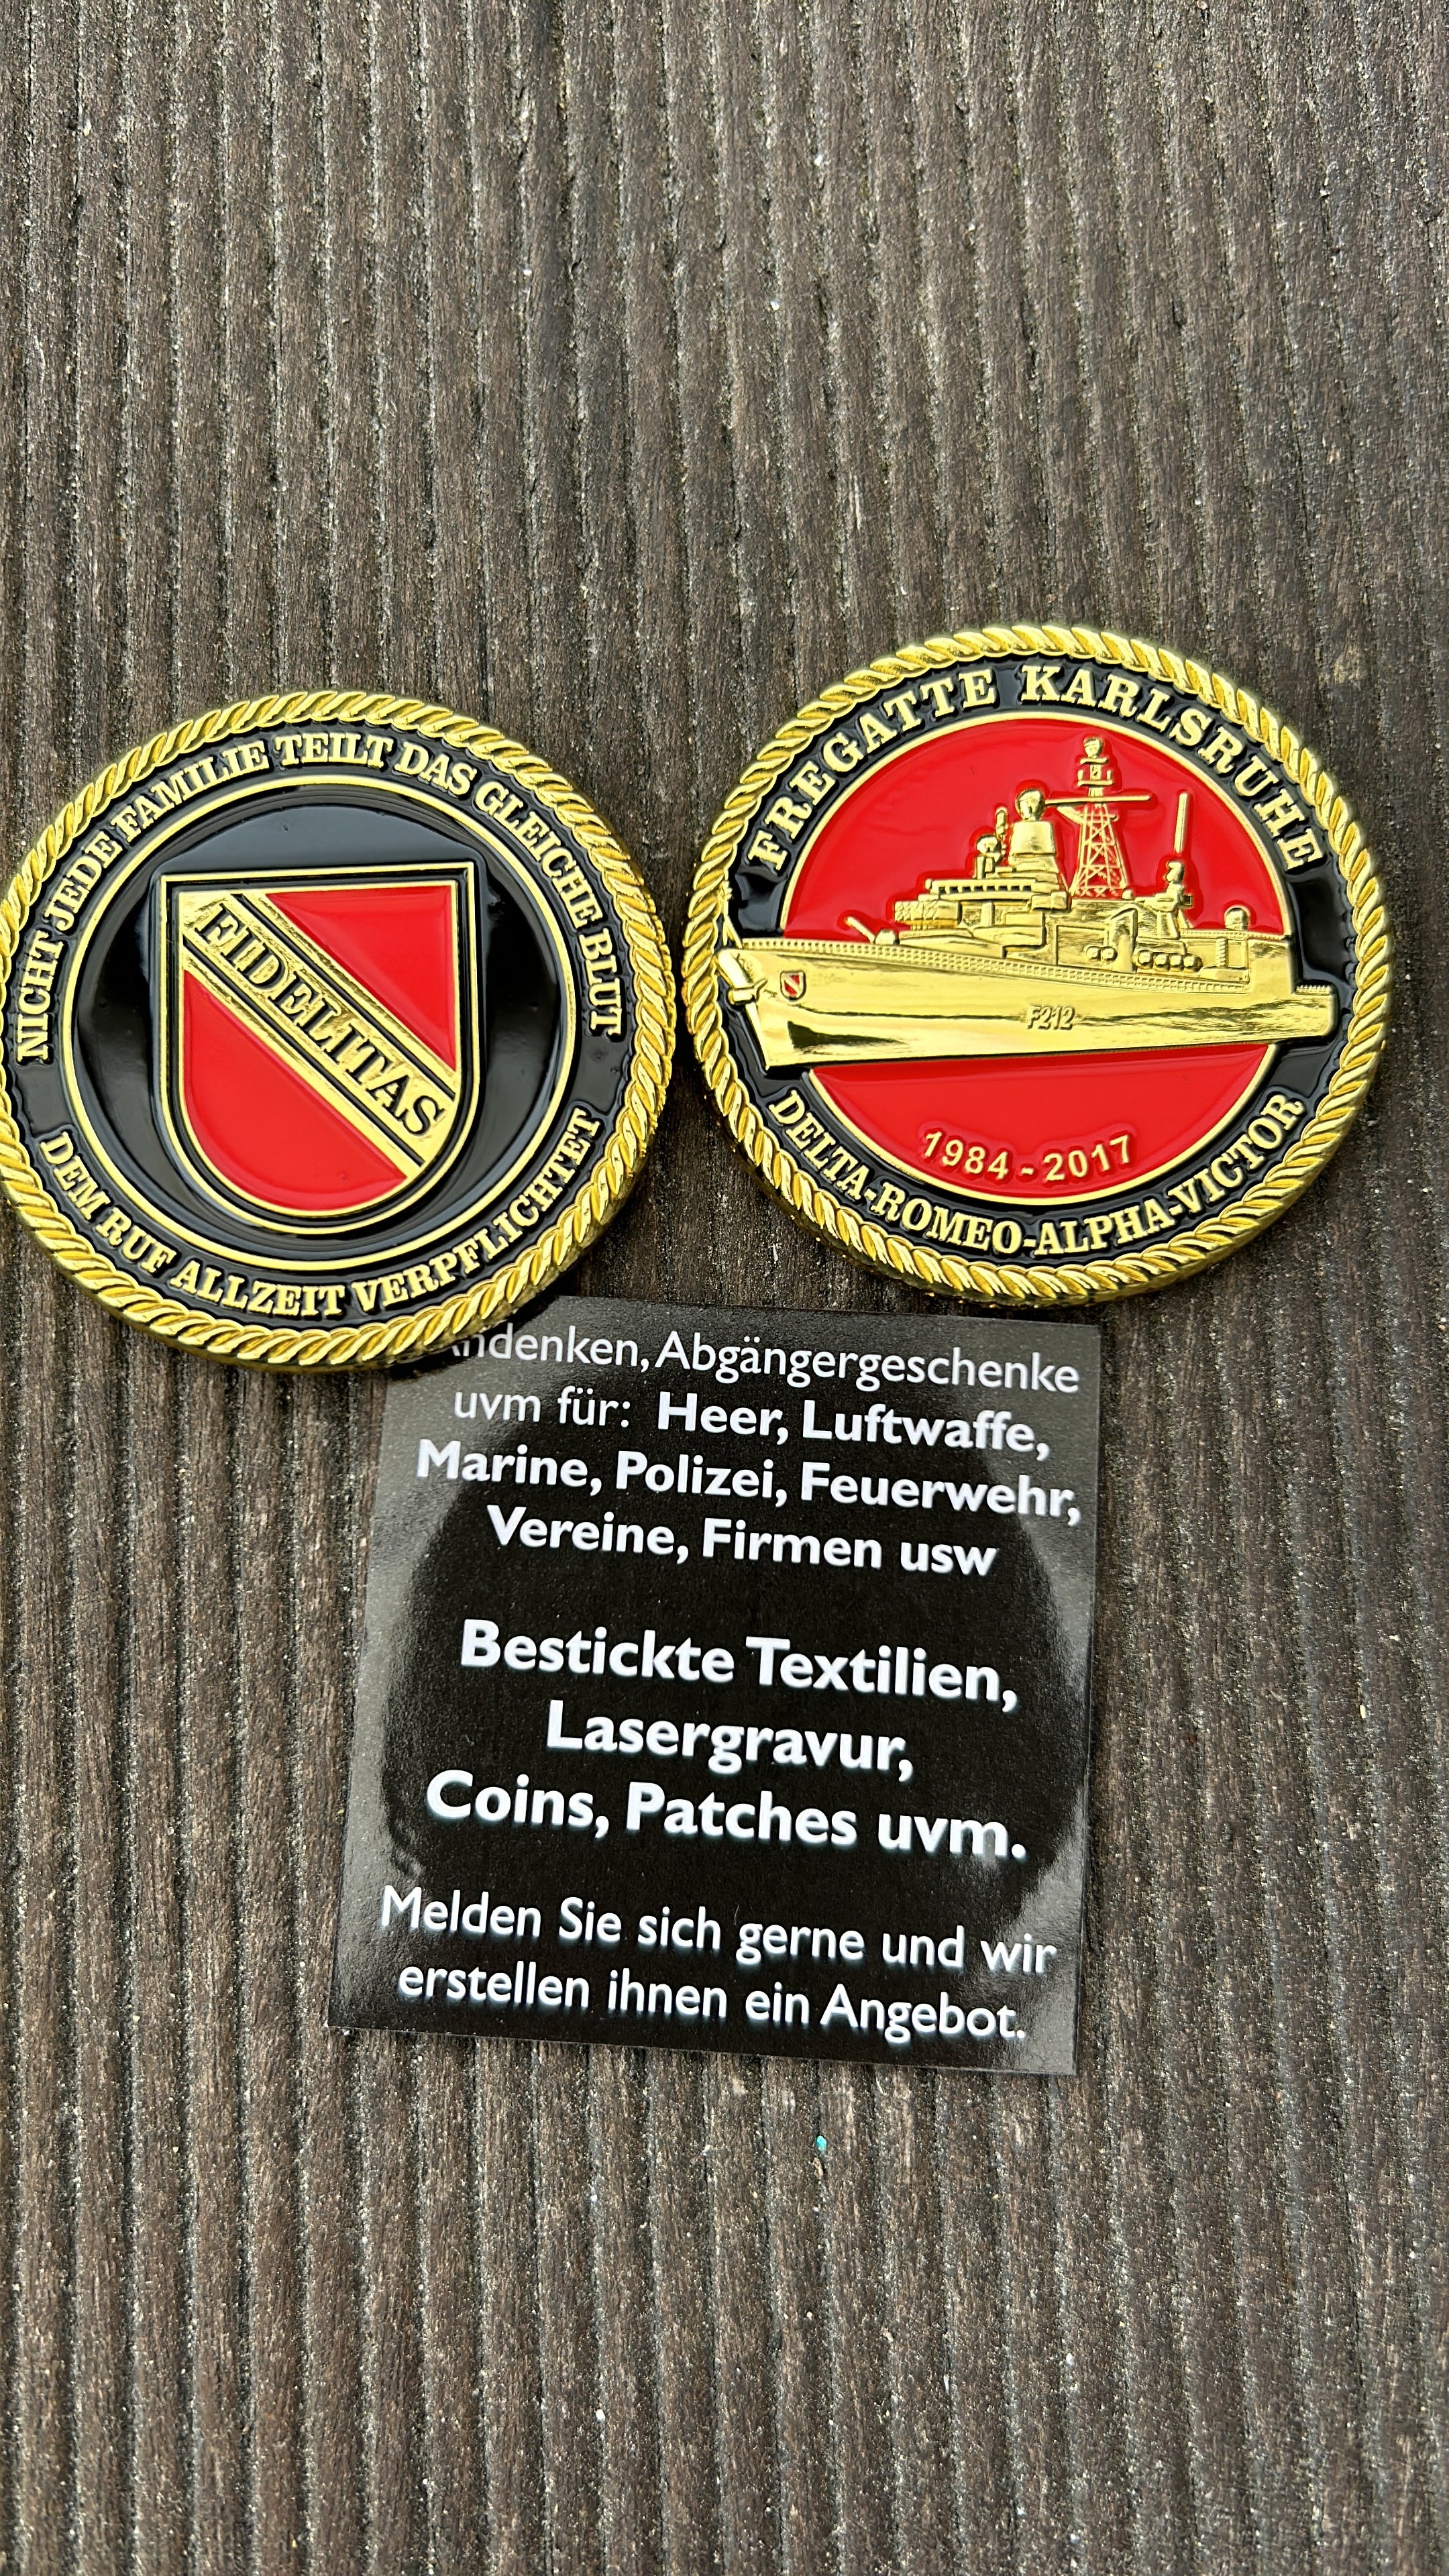 NICHT JEDE FAMILIE TEILT DAS GLEICHE BLUT
FIDELITAS
DEM RUF ALLZEIT VERPFLICHTET
FREGATTE KARLSRUHE
F212
1984 - 2017
DELTA-ROMEO-ALPHA-VICTOR
Abgängergeschenke
uvm für: Heer, Luftwaffe,
Marine, Polizei, Feuerwehr,
Vereine, Firmen usw
Bestickte Textilien,
Lasergravur,
Coins, Patches uvm.
Melden Sie sich gerne und wir
erstellen ihnen ein Angebot.